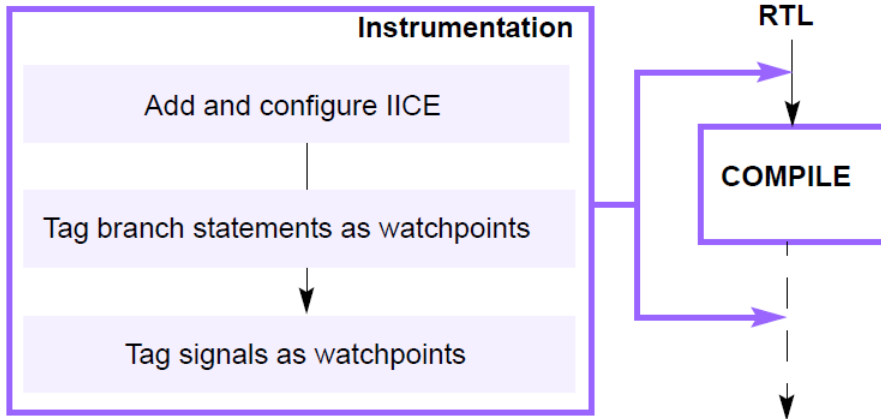 Instrumentation
Add and configure IICE
Tag branch statements as watchpoints
Tag signals as watchpoints
RTL
COMPILE